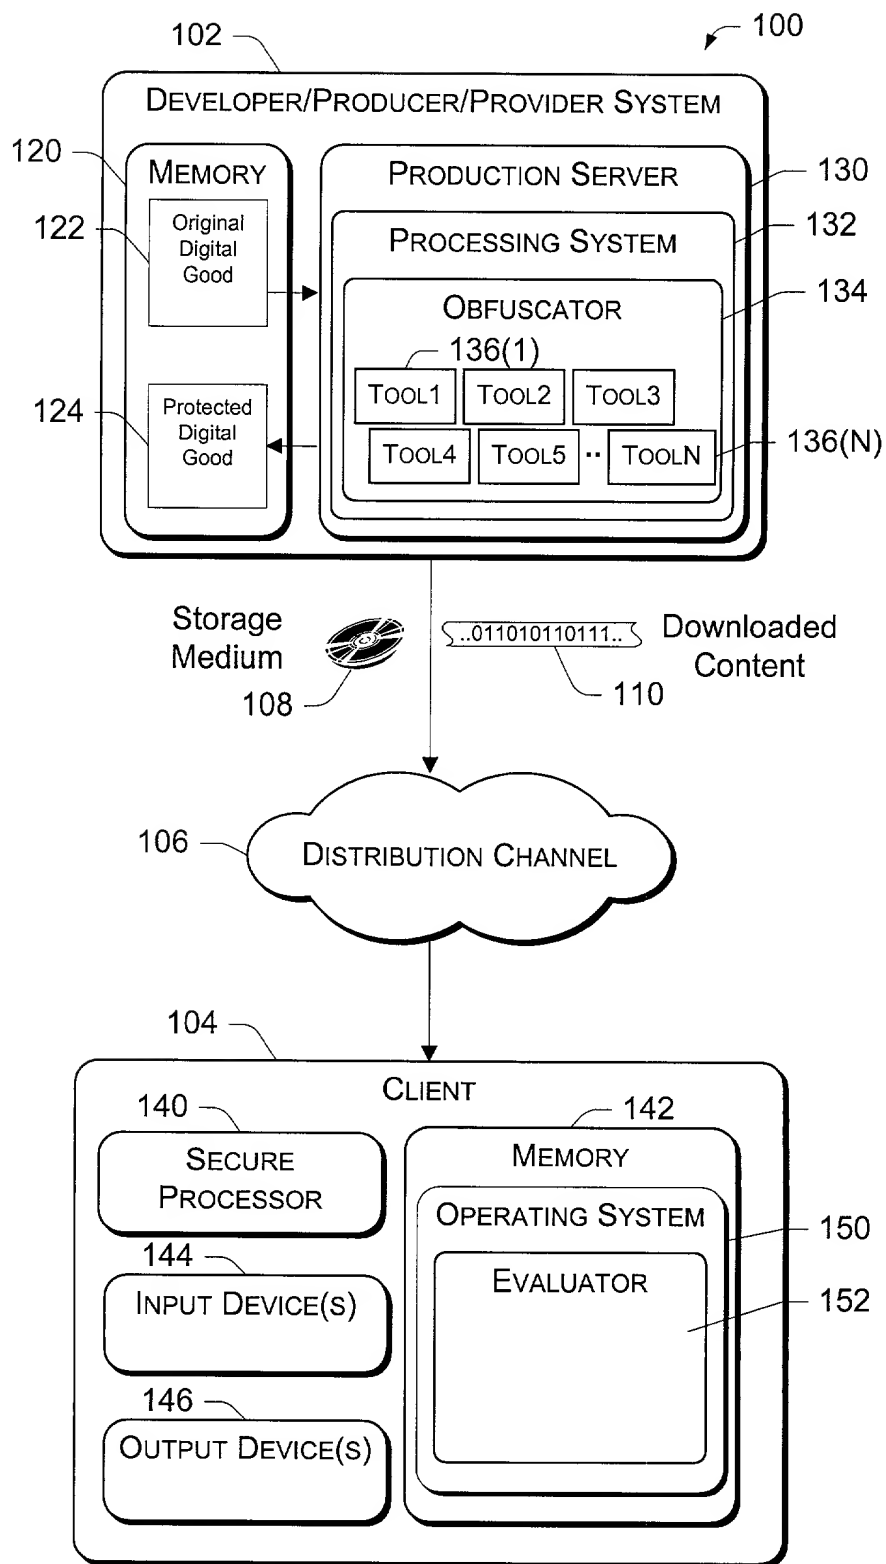 100
102
DEVELOPER/PRODUCER/PROVIDER SYSTEM
120
MEMORY
122
Original
Digital
Good
124
Protected
Digital
Good
PRODUCTION SERVER
130
PROCESSING SYSTEM
132
OBFUSCATOR
134
136(1)
TOOL1
TOOL2
TOOL3
TOOL4
TOOL5
..
TOOLN
136(N)
Storage
Medium
108
..011010110111..
110
Downloaded
Content
106
DISTRIBUTION CHANNEL
104
CLIENT
140
SECURE
PROCESSOR
144
INPUT DEVICE(S)
146
OUTPUT DEVICE(S)
142
MEMORY
OPERATING SYSTEM
150
EVALUATOR
152